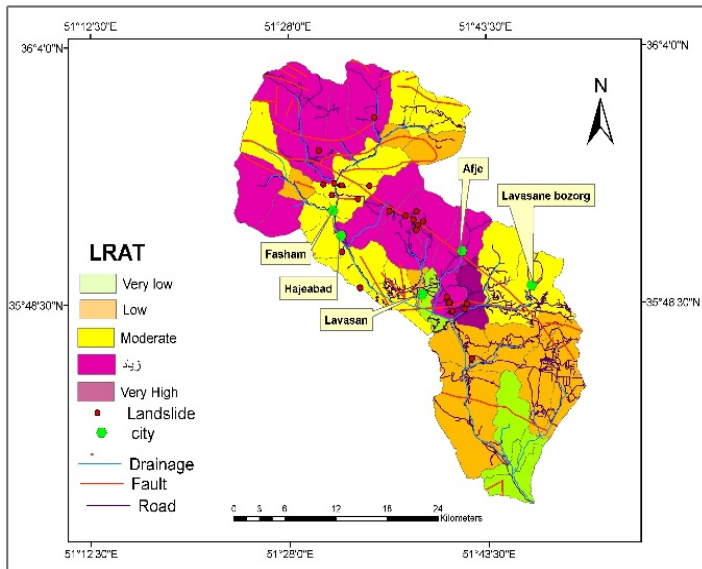 51°12'30"E 51°28'0"E 51°43'30"E
36°4'0"N 36°4'0"N
N
Afje
Lavasane bozorg
Fasham
LRAT
Hajeabad
Very low
35°48'30"N 35°48'30"N
Low
Lavasan
Moderate
زید
Very High
Landslide
city
Drainage
Fault
Road
0 3 6 12 18 24
Kilometers
51°12'30"E 51°28'0"E 51°43'30"E